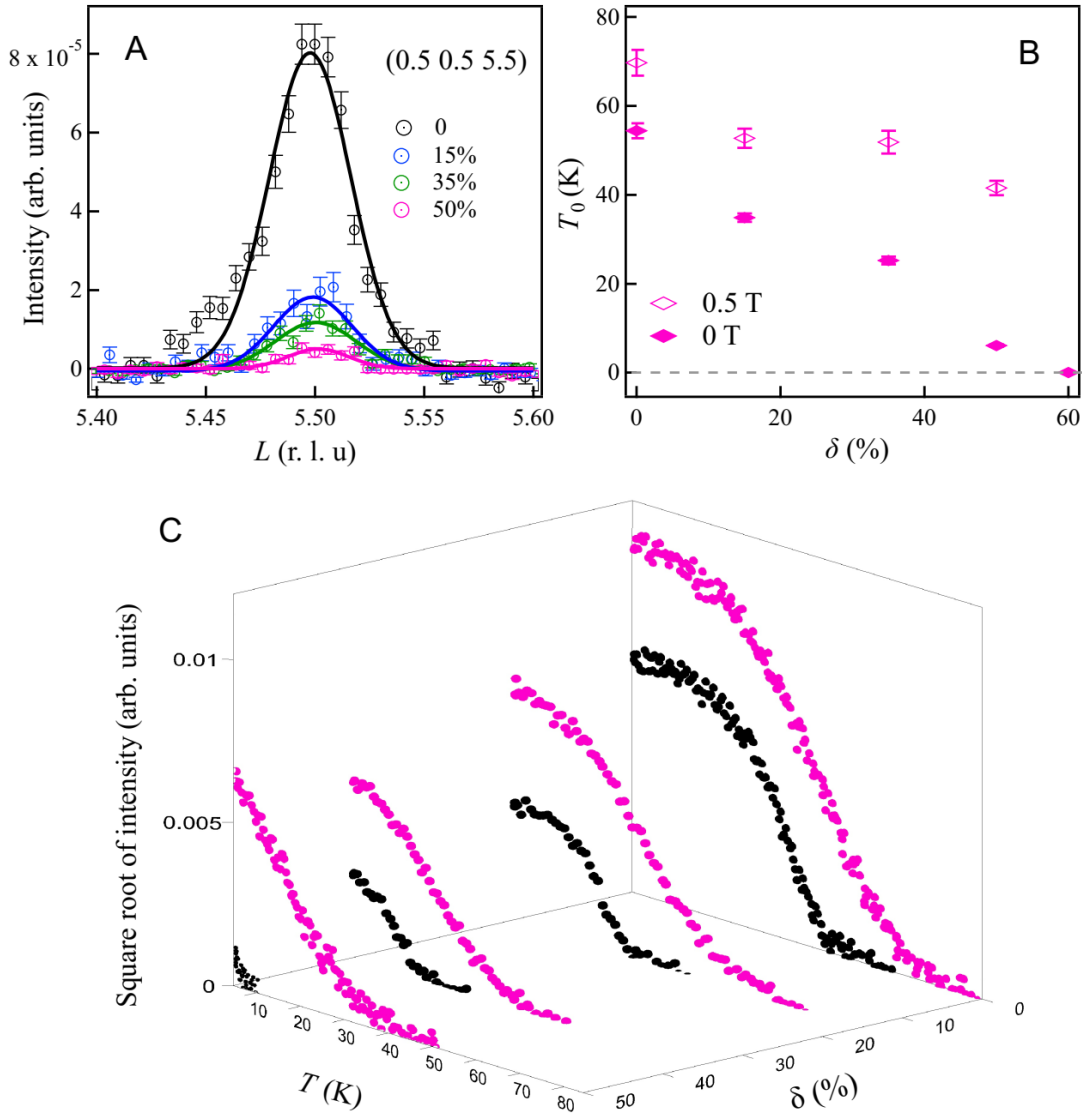 A
(0.5 0.5 5.5)
0
15%
35%
50%
8 x 10-5
6
4
2
0
Intensity (arb. units)
5.40
5.45
5.50
5.55
5.60
L (r. l. u)
B
80
60
40
20
0
T0 (K)
0.5 T
0 T
0
20
40
60
δ (%)
C
0.01
0.005
0
Square root of intensity (arb. units)
10
20
30
40
50
60
70
80
T (K)
50
40
30
20
10
0
δ (%)